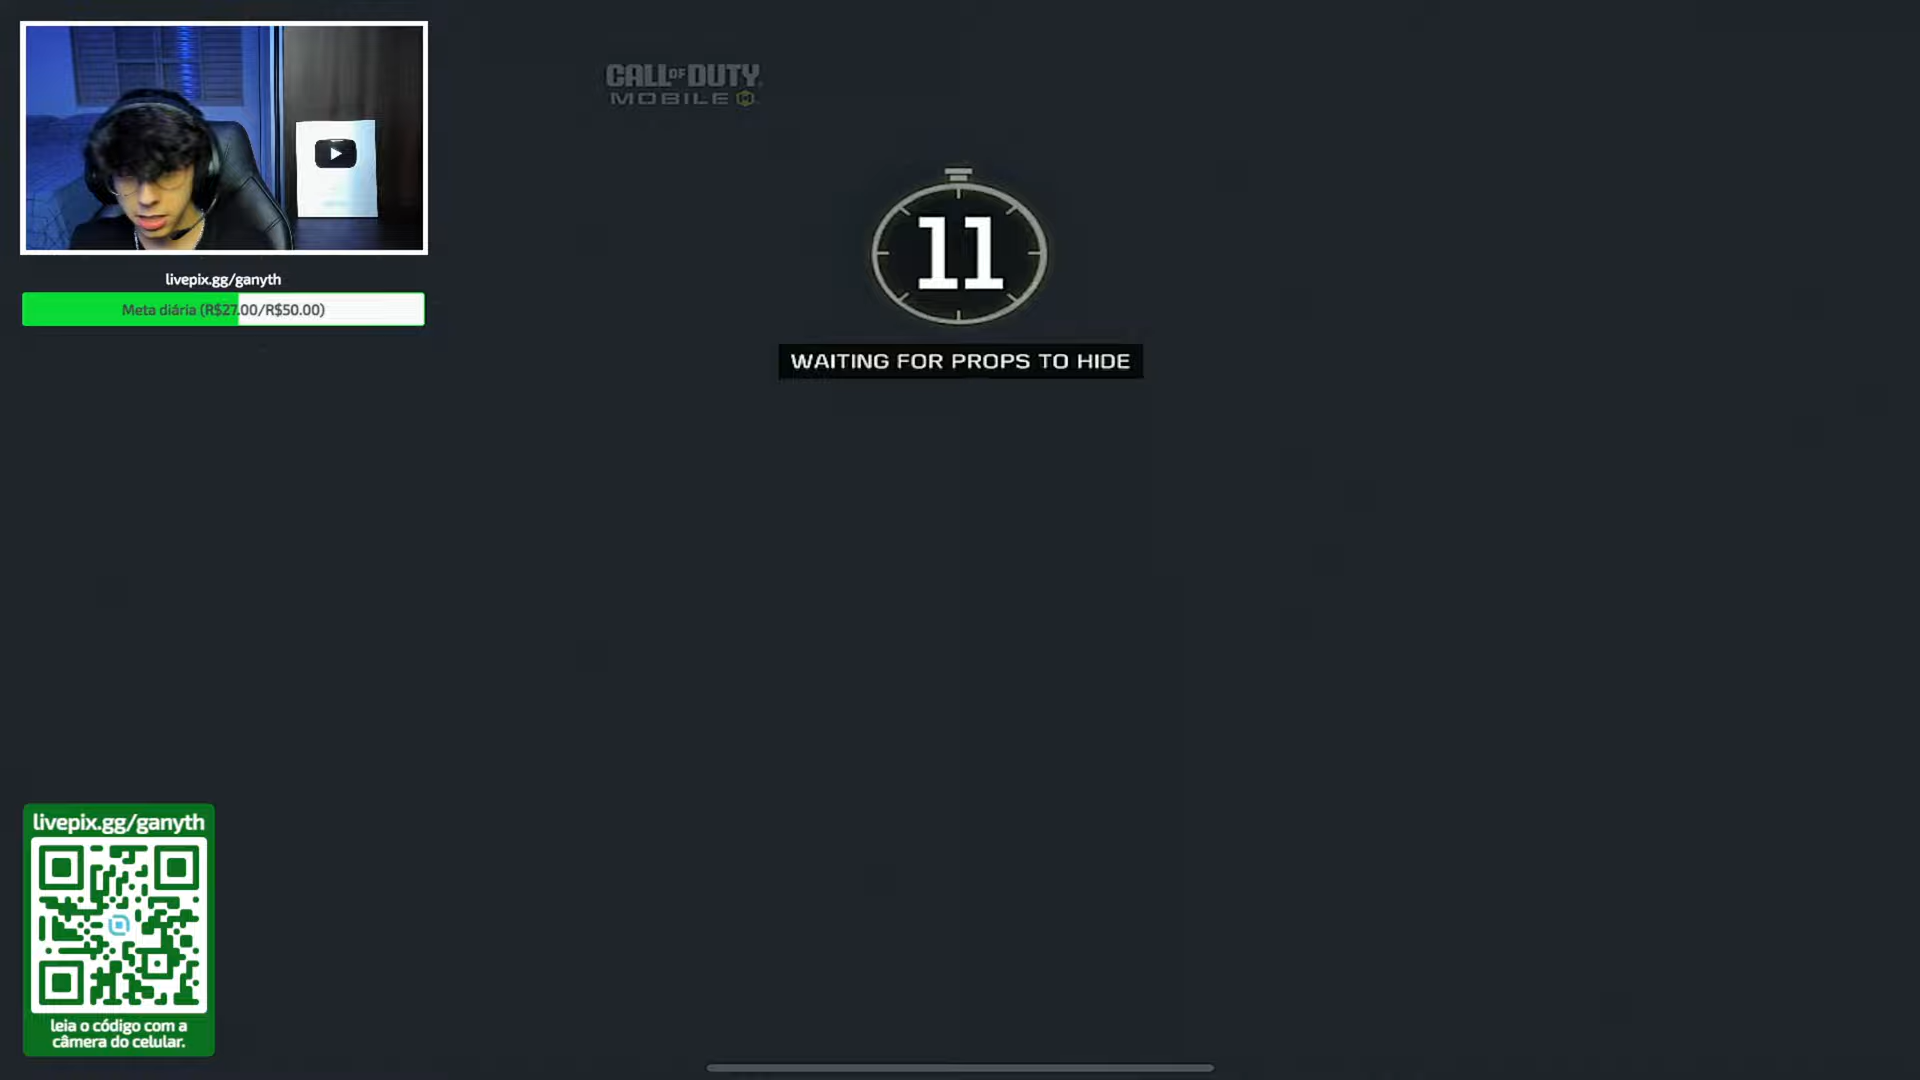 CALL OF DUTY
MOBILE
11
WAITING FOR PROPS TO HIDE
livepix.gg/ganyth
Meta diária (R$27.00/R$50.00)
livepix.gg/ganyth
leia o código com a
câmera do celular.